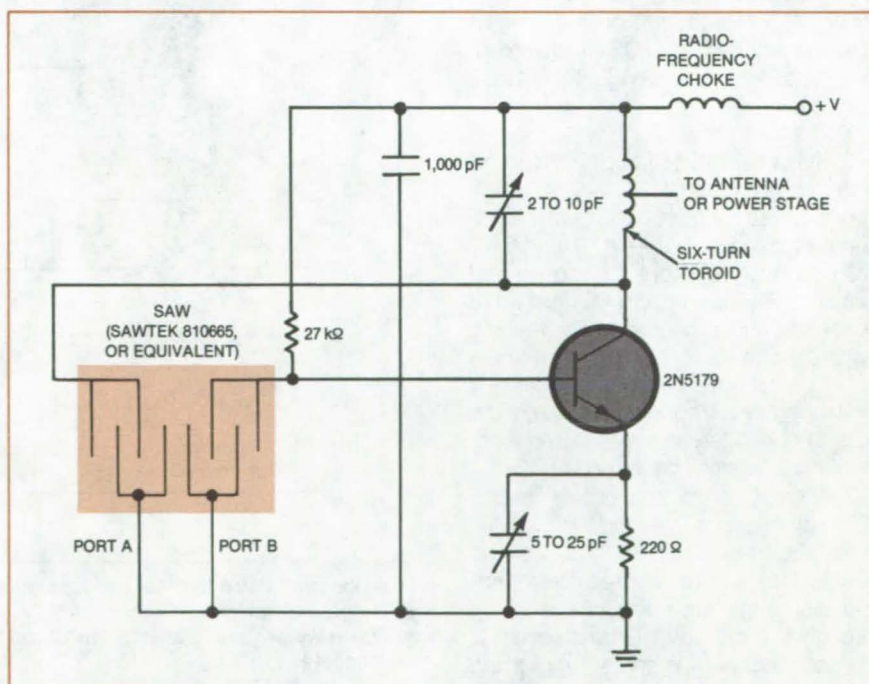 RADIO-
FREQUENCY
CHOKE
+V
1,000 pF
2 TO 10 pF
TO ANTENNA
OR POWER STAGE
SIX-TURN
TOROID
SAW
(SAWTEK 810665,
OR EQUIVALENT)
27 kΩ
2N5179
PORT A
PORT B
5 TO 25 pF
220 Ω